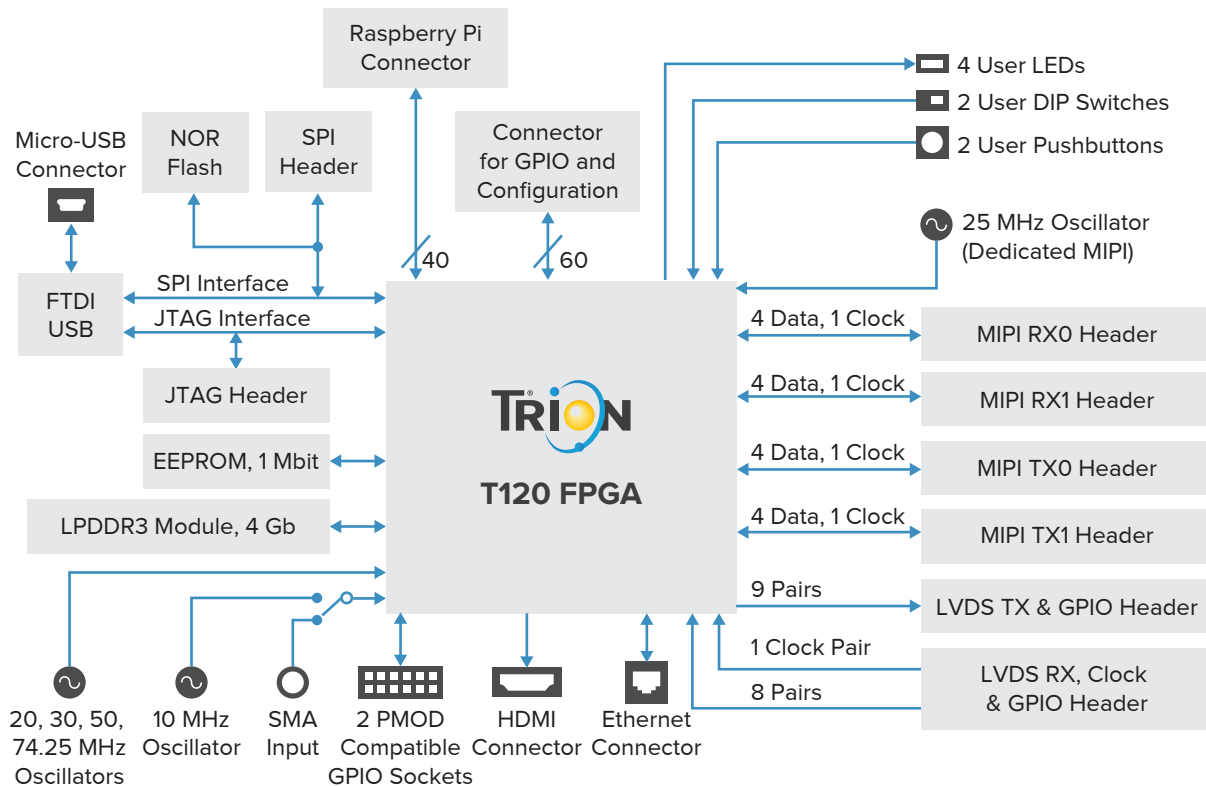 Raspberry Pi
Connector
4 User LEDs
2 User DIP Switches
2 User Pushbuttons
Micro-USB
Connector
NOR
Flash
SPI
Header
Connector
for GPIO and
Configuration
25 MHz Oscillator
(Dedicated MIPI)
40
60
FTDI
USB
SPI Interface
JTAG Interface
JTAG Header
EEPROM, 1 Mbit
LPDDR3 Module, 4 Gb
TRION®
T120 FPGA
4 Data, 1 Clock
MIPI RX0 Header
4 Data, 1 Clock
MIPI RX1 Header
4 Data, 1 Clock
MIPI TX0 Header
4 Data, 1 Clock
MIPI TX1 Header
9 Pairs
LVDS TX & GPIO Header
1 Clock Pair
8 Pairs
LVDS RX, Clock
& GPIO Header
20, 30, 50,
74.25 MHz
Oscillators
10 MHz
Oscillator
SMA
Input
2 PMOD
Compatible
GPIO Sockets
HDMI
Connector
Ethernet
Connector